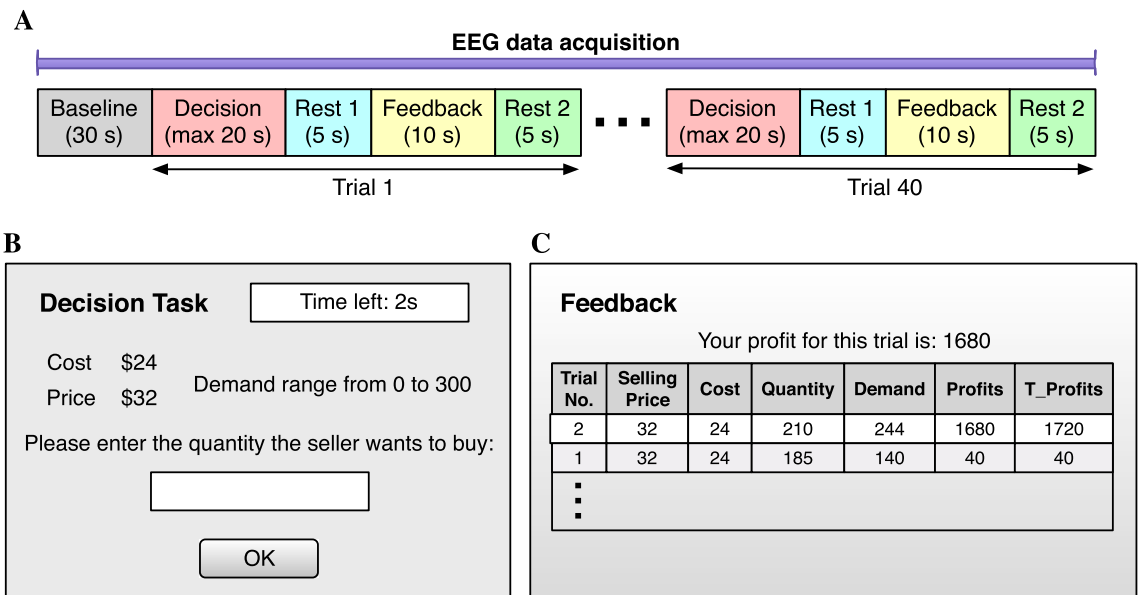 A
EEG data acquisition
Baseline (30 s) Decision (max 20 s) Rest 1 (5 s) Feedback (10 s) Rest 2 (5 s) ... Decision (max 20 s) Rest 1 (5 s) Feedback (10 s) Rest 2 (5 s)
Trial 1 Trial 40
B
Decision Task Time left: 2s
Cost $24
Price $32
Demand range from 0 to 300
Please enter the quantity the seller wants to buy:
OK
C
Feedback
Your profit for this trial is: 1680
Trial No. Selling Price Cost Quantity Demand Profits T_Profits
2 32 24 210 244 1680 1720
1 32 24 185 140 40 40